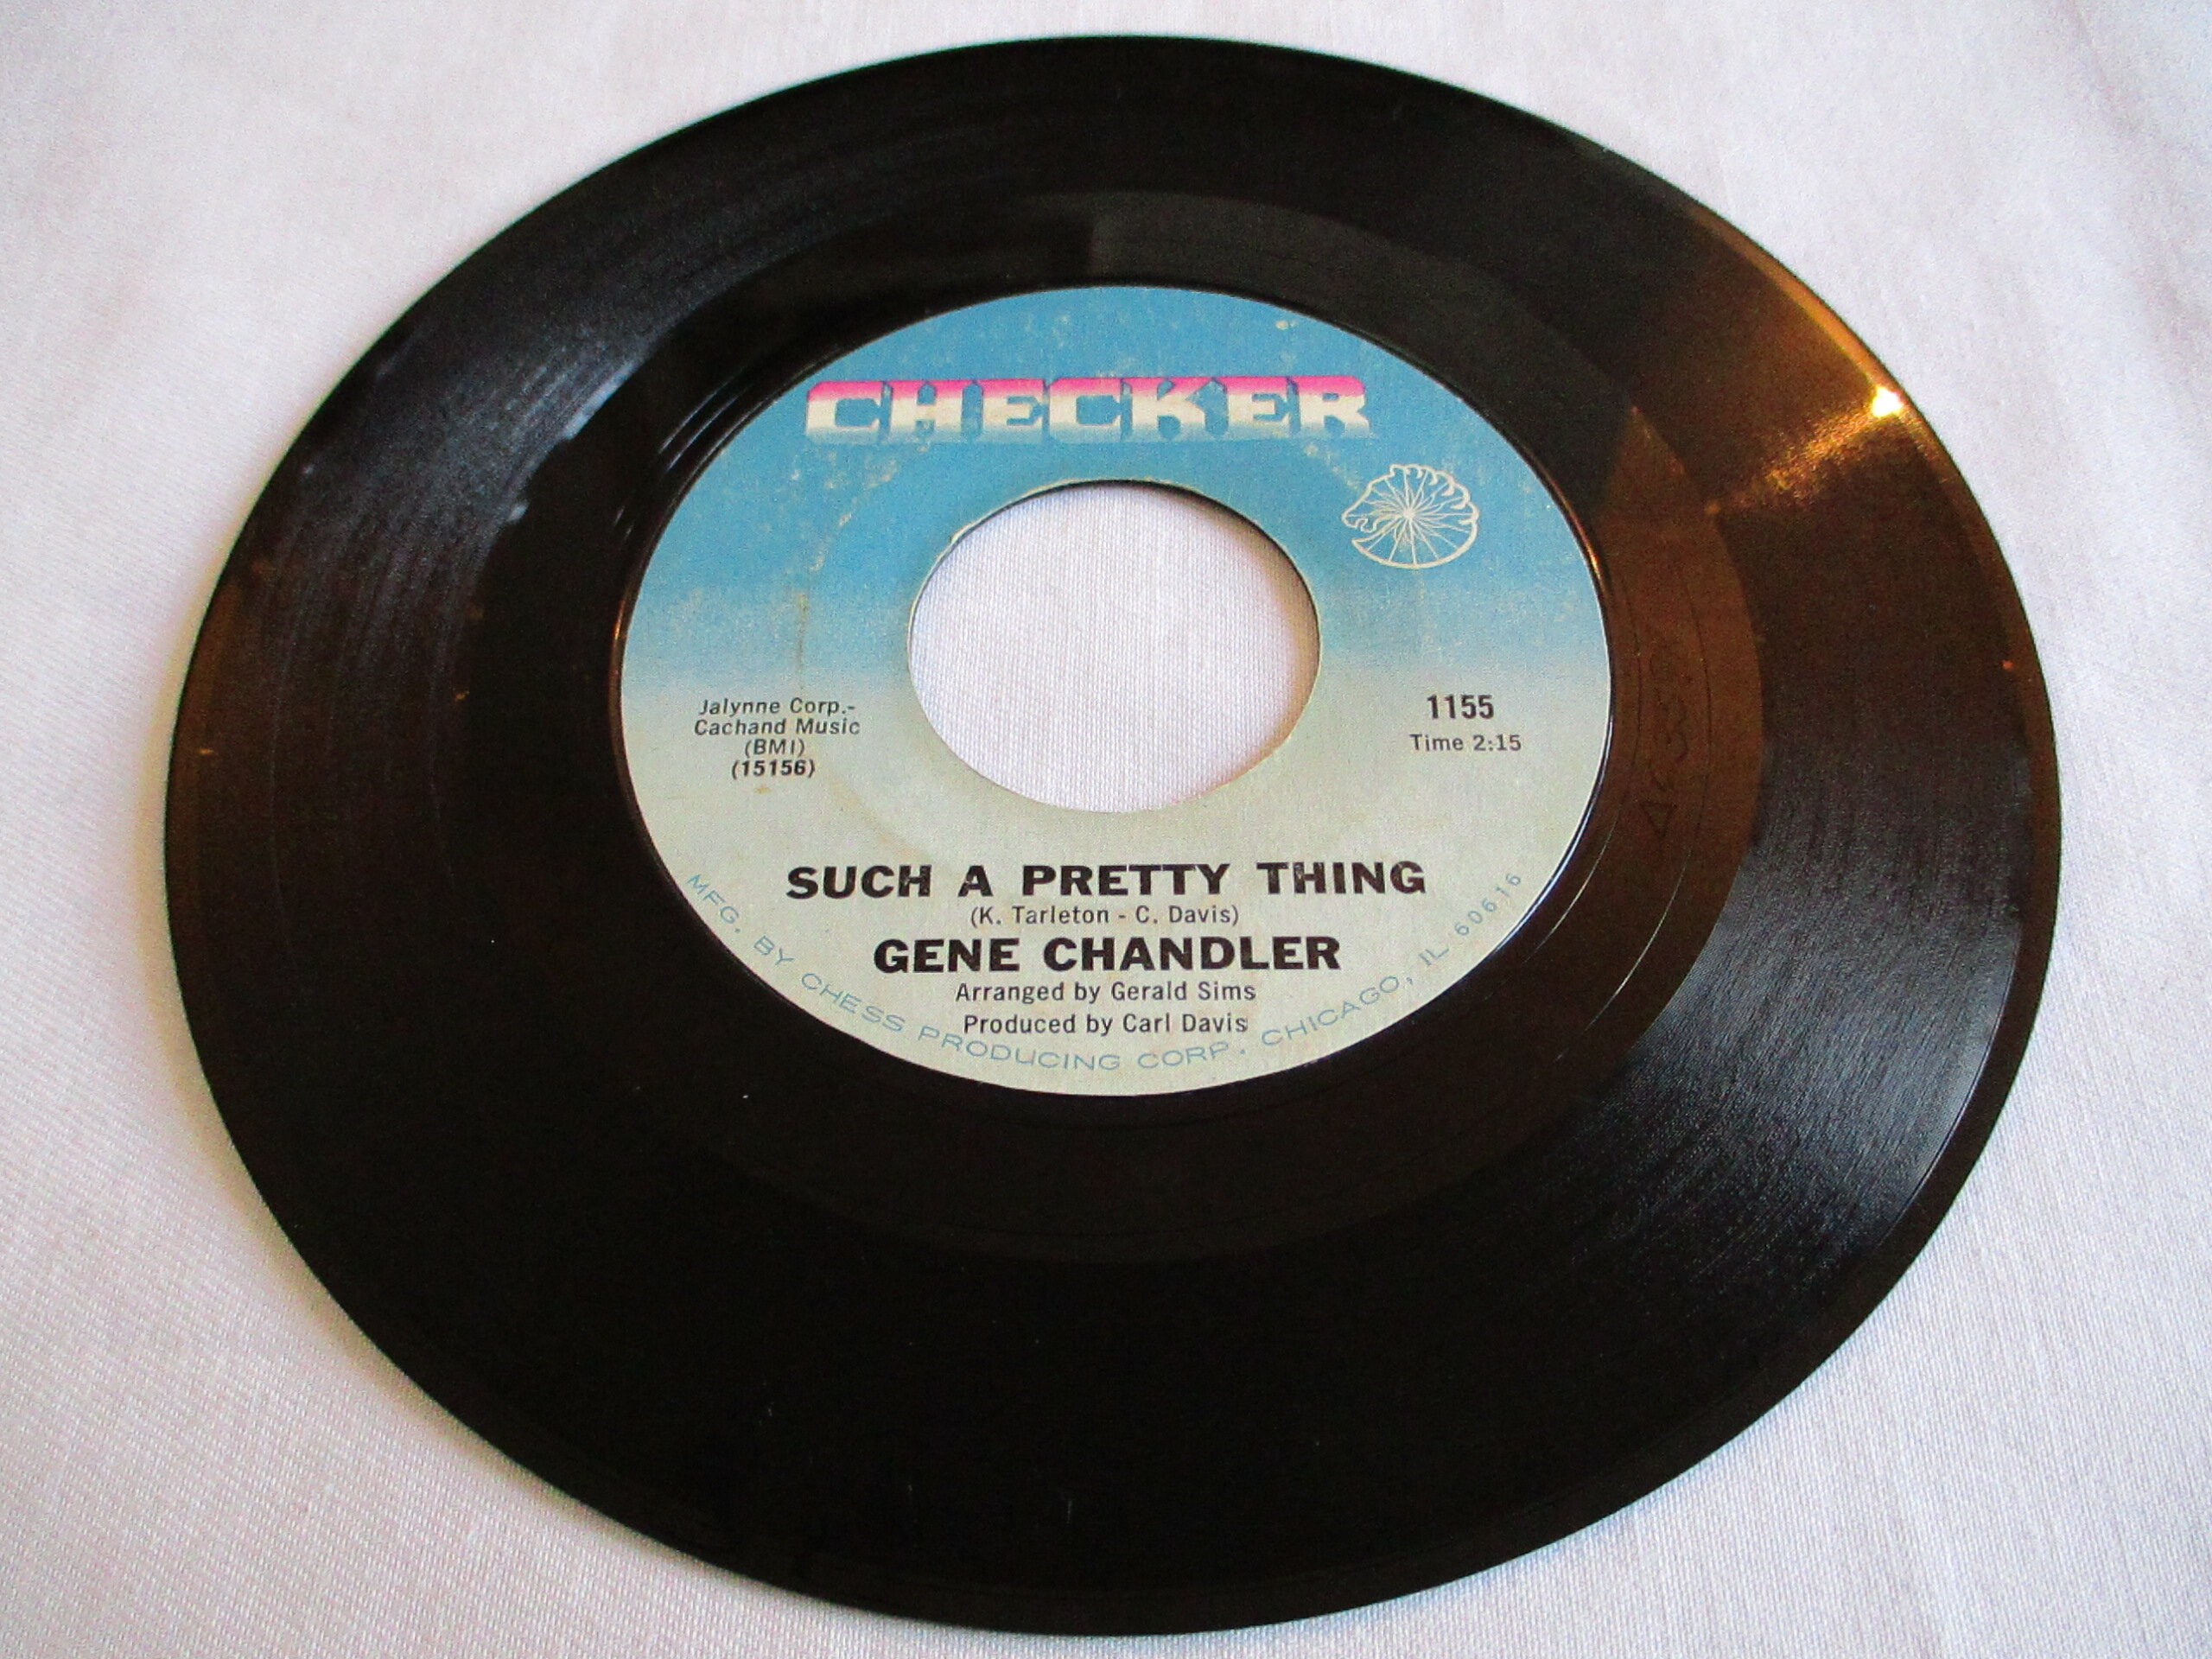 CHECKER
Jalynne Corp.-
Cachand Music
(BMI)
(15156)
1155
Time 2:15
SUCH A PRETTY THING
(K. Tarleton - C. Davis)
GENE CHANDLER
Arranged by Gerald Sims
Produced by Carl Davis
MFG. BY CHESS PRODUCING CORP. CHICAGO, IL 60616